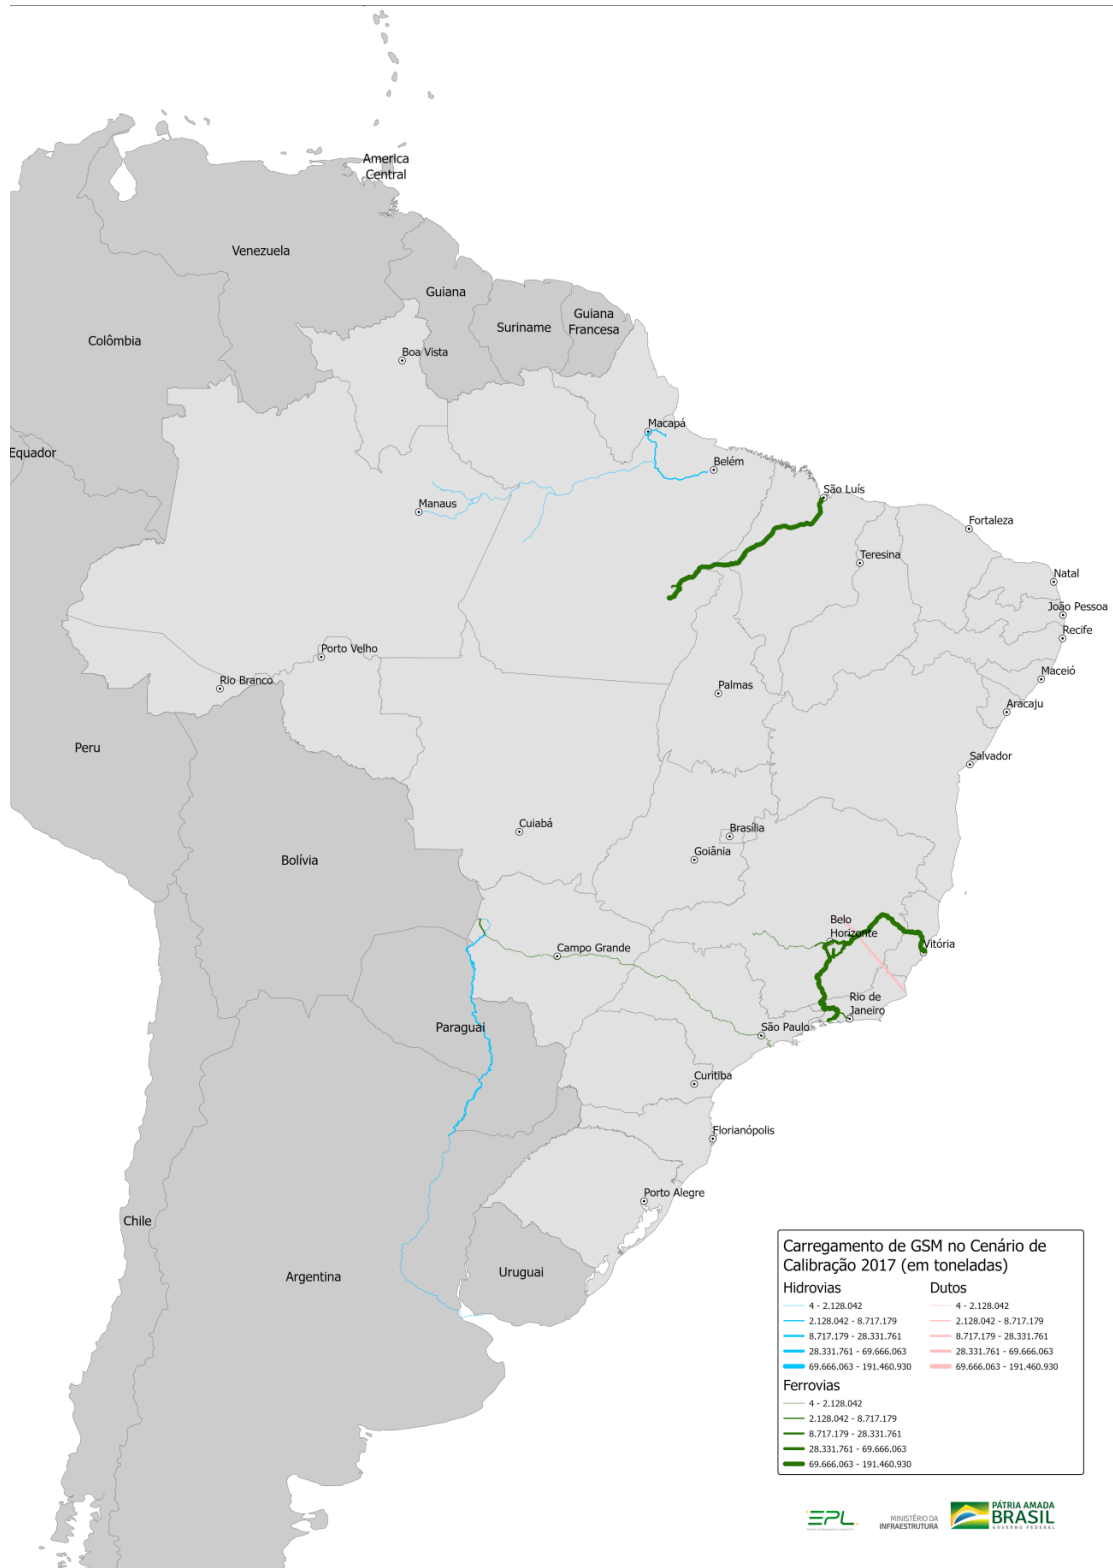 America
Central
Venezuela
Guiana
Suriname
Guiana
Francesa
Colômbia
Boa Vista
Macapá
Equador
Belém
São Luís
Manaus
Fortaleza
Teresina
Natal
João Pessoa
Recife
Porto Velho
Maceió
Rio Branco
Palmas
Aracaju
Peru
Salvador
Cuiabá
Brasília
Goiânia
Bolívia
Belo
Horizonte
Vitória
Campo Grande
Rio de
Janeiro
Paraguai
São Paulo
Curitiba
Florianópolis
Porto Alegre
Chile
Uruguai
Argentina
Carregamento de GSM no Cenário de
Calibração 2017 (em toneladas)
Hidrovias
4 - 2.128.042
2.128.042 - 8.717.179
8.717.179 - 28.331.761
28.331.761 - 69.666.063
69.666.063 - 191.460.930
Dutos
4 - 2.128.042
2.128.042 - 8.717.179
8.717.179 - 28.331.761
28.331.761 - 69.666.063
69.666.063 - 191.460.930
Ferrovias
4 - 2.128.042
2.128.042 - 8.717.179
8.717.179 - 28.331.761
28.331.761 - 69.666.063
69.666.063 - 191.460.930
EPL
MINISTÉRIO DA
INFRAESTRUTURA
PÁTRIA AMADA
BRASIL
GOVERNO FEDERAL